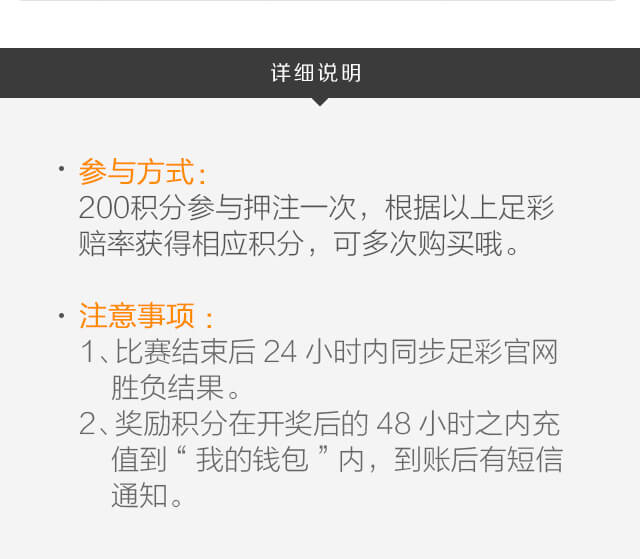 详细说明
· 参与方式：
200积分参与押注一次，根据以上足彩
赔率获得相应积分，可多次购买哦。
· 注意事项：
1、比赛结束后 24 小时内同步足彩官网
胜负结果。
2、奖励积分在开奖后的 48 小时之内充
值到“ 我的钱包 ”内，到账后有短信
通知。